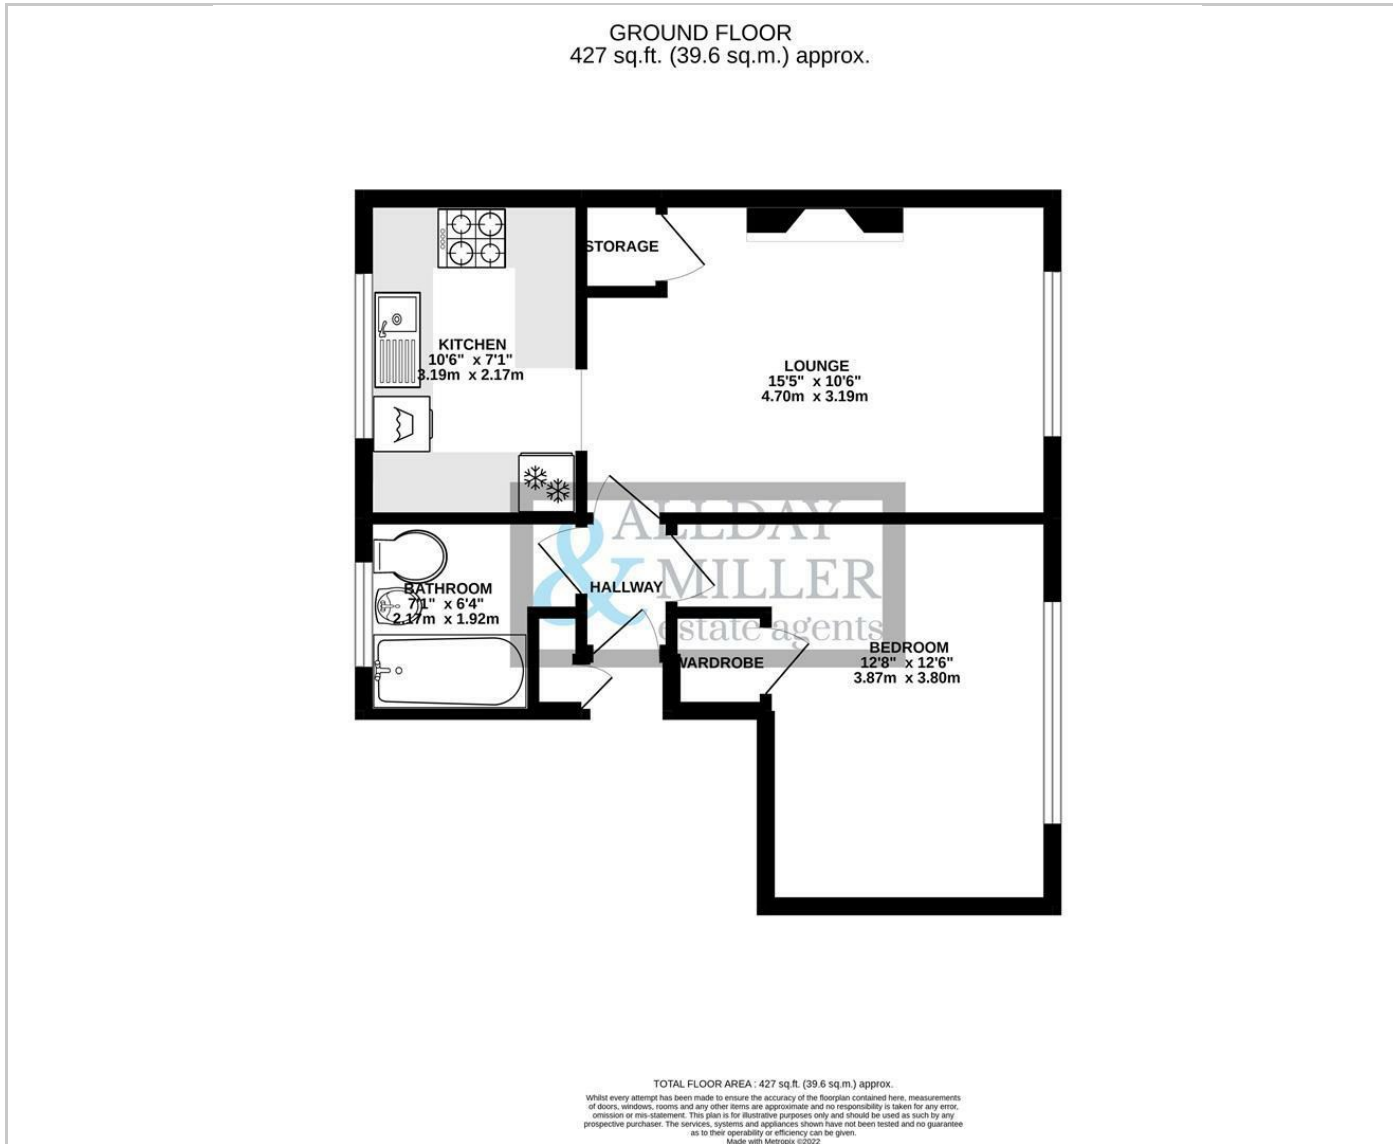 GROUND FLOOR
427 sq.ft. (39.6 sq.m.) approx.
STORAGE
KITCHEN
10'6" x 7'1"
3.19m x 2.17m
LOUNGE
15'5" x 10'6"
4.70m x 3.19m
ALLDAY
& MILLER
estate agents
BATHROOM
7'1" x 6'4"
2.17m x 1.92m
HALLWAY
WARDROBE
BEDROOM
12'8" x 12'6"
3.87m x 3.80m
TOTAL FLOOR AREA : 427 sq.ft. (39.6 sq.m.) approx.
Whilst every attempt has been made to ensure the accuracy of the floorplan contained here, measurements
of doors, windows, rooms and any other items are approximate and no responsibility is taken for any error,
omission or mis-statement. This plan is for illustrative purposes only and should be used as such by any
prospective purchaser. The services, systems and appliances shown have not been tested and no guarantee
as to their operability or efficiency can be given.
Made with Metropix ©2022